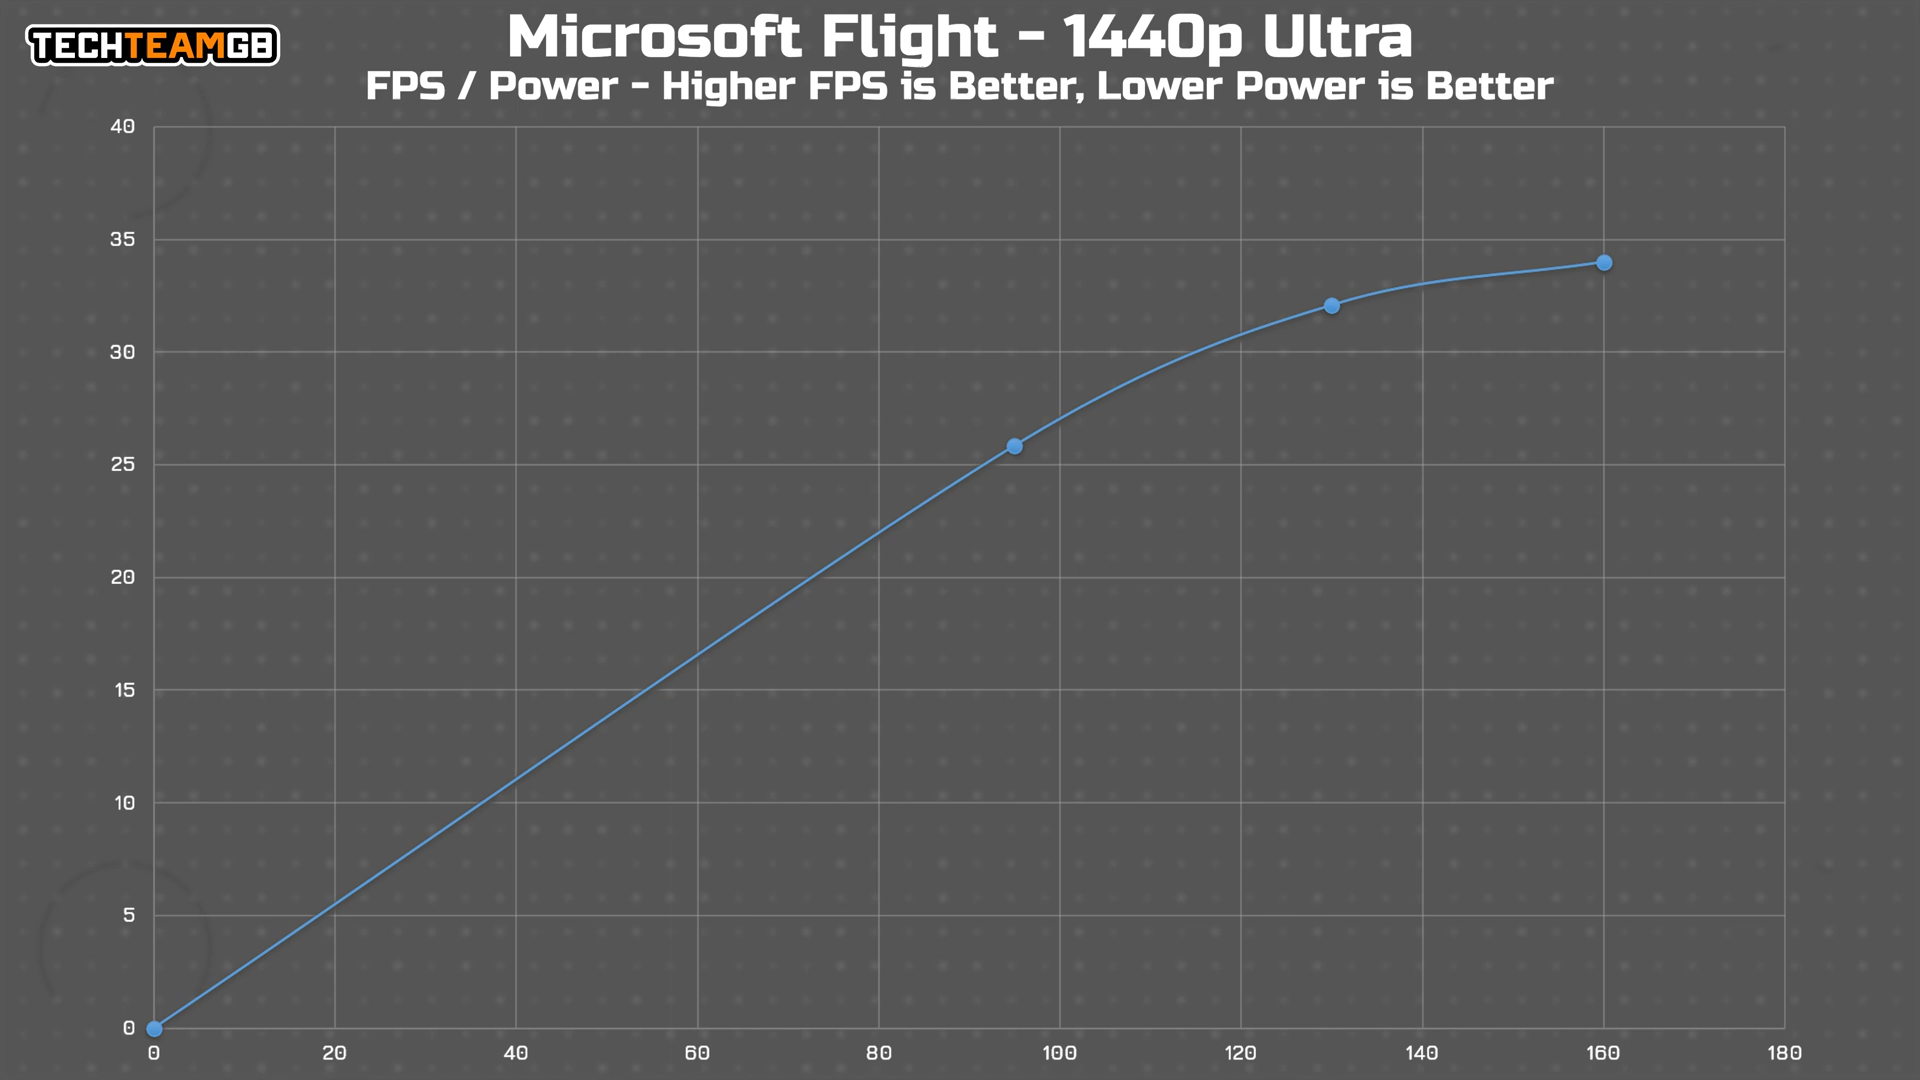 TECHTEAMGB
Microsoft Flight - 1440p Ultra
FPS / Power - Higher FPS is Better, Lower Power is Better
40
35
30
25
20
15
10
5
0
0 20 40 60 80 100 120 140 160 180